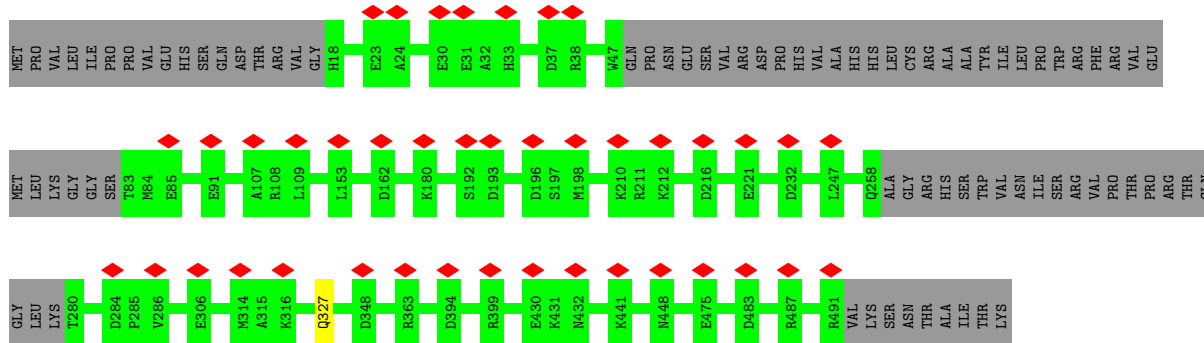 MET PRO VAL LEU ILE PRO PRO VAL GLU HIS SER GLN ASP THR ARG VAL GLY H18 E23 A24 E30 E31 A32 H33 D37 R38 W47 GLN PRO ASN GLU SER VAL ARG ASP PRO HIS VAL ALA HIS HIS LEU CYS ARG ALA ALA TYR ILE LEU PRO TRP ARG PHE ARG VAL GLU
MET LEU LYS GLY GLY SER T83 M84 E85 E91 A107 R108 L109 L153 D162 K180 S192 D193 D196 S197 M198 K210 R211 K212 D216 E221 D232 L247 Q258 ALA GLY ARG HIS SER TRP VAL ASN ILE SER ARG VAL PRO THR PRO ARG THR
GLY LEU LYS T280 D284 P285 V286 E306 M314 A315 K316 Q327 D348 R363 D394 R399 E430 K431 N432 K441 N448 E475 D483 R487 R491 VAL LYS SER ASN THR ALA ILE THR LYS